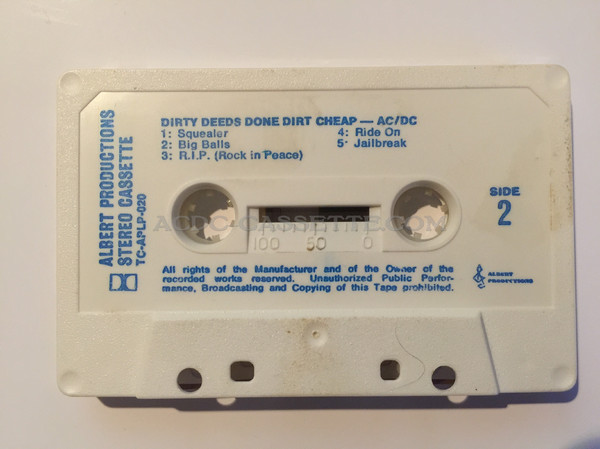 DIRTY DEEDS DONE DIRT CHEAP — AC/DC
1: Squealer
2: Big Balls
3: R.I.P. (Rock in Peace)
4: Ride On
5: Jailbreak
ALBERT PRODUCTIONS
STEREO CASSETTE
TC-APLP-020
SIDE
2
ACDC-CASSETTE.COM
100 50 0
All rights of the Manufacturer and of the Owner of the
recorded works reserved. Unauthorized Public Perfor-
mance, Broadcasting and Copying of this Tape prohibited.
ALBERT
PRODUCTIONS